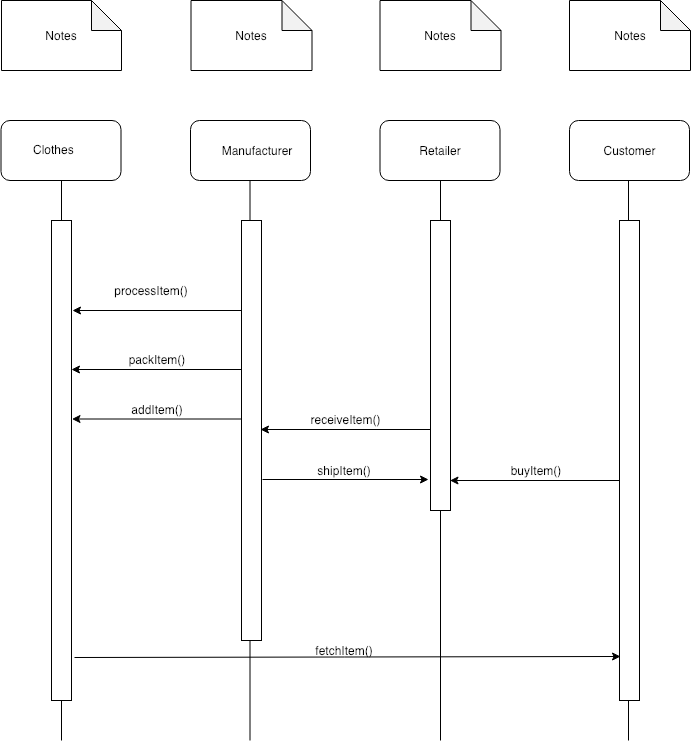 Notes
Notes
Notes
Notes
Clothes
Manufacturer
Retailer
Customer
processItem()
packItem()
addItem()
receiveItem()
shipItem()
buyItem()
fetchItem()